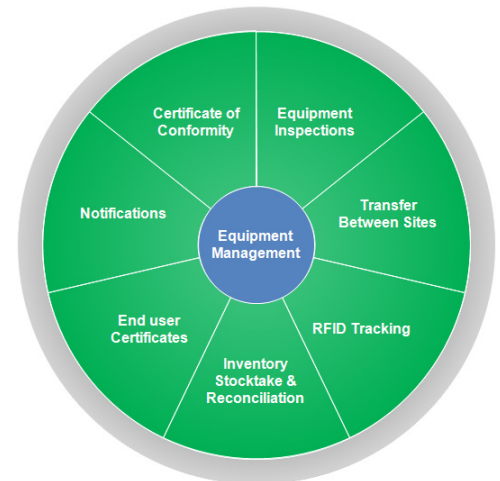 Certificate of
Conformity
Equipment
Inspections
Notifications
Transfer
Between Sites
Equipment
Management
End user
Certificates
RFID Tracking
Inventory
Stocktake &
Reconciliation